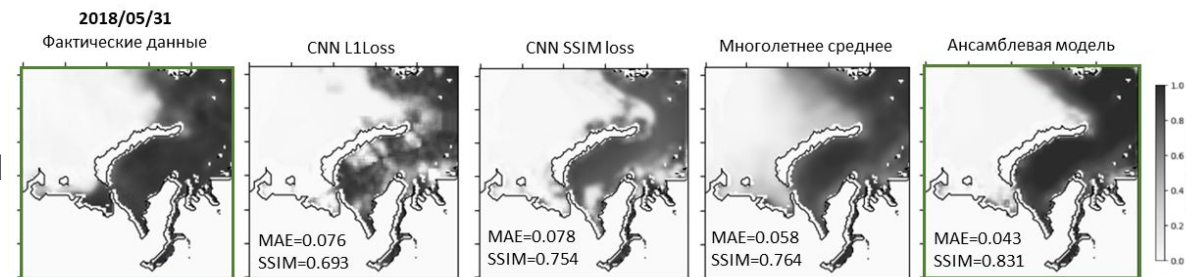 2018/05/31
Фактические данные
CNN L1Loss
CNN SSIM loss
Многолетнее среднее
Ансамблевая модель
MAE=0.076
SSIM=0.693
MAE=0.078
SSIM=0.754
MAE=0.058
SSIM=0.764
MAE=0.043
SSIM=0.831
1.0
0.8
0.6
0.4
0.2
0.0